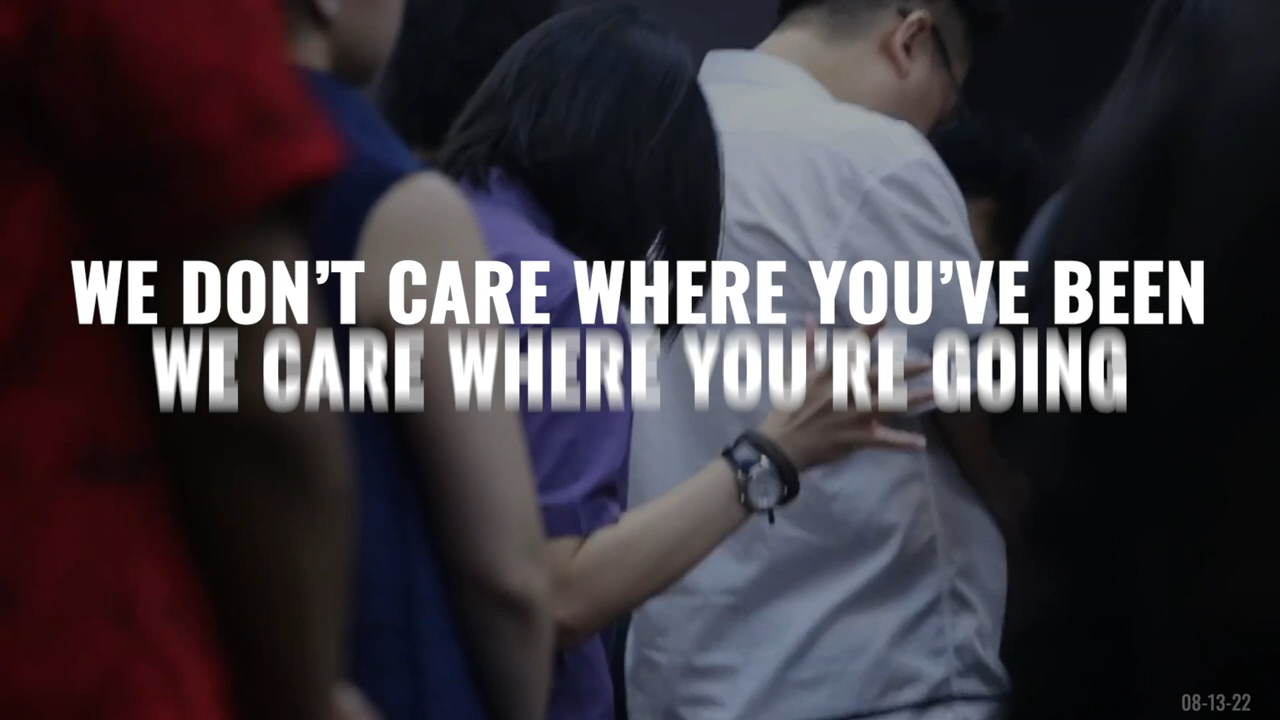 WE DON’T CARE WHERE YOU’VE BEEN
WE CARE WHERE YOU’RE GOING
08-13-22